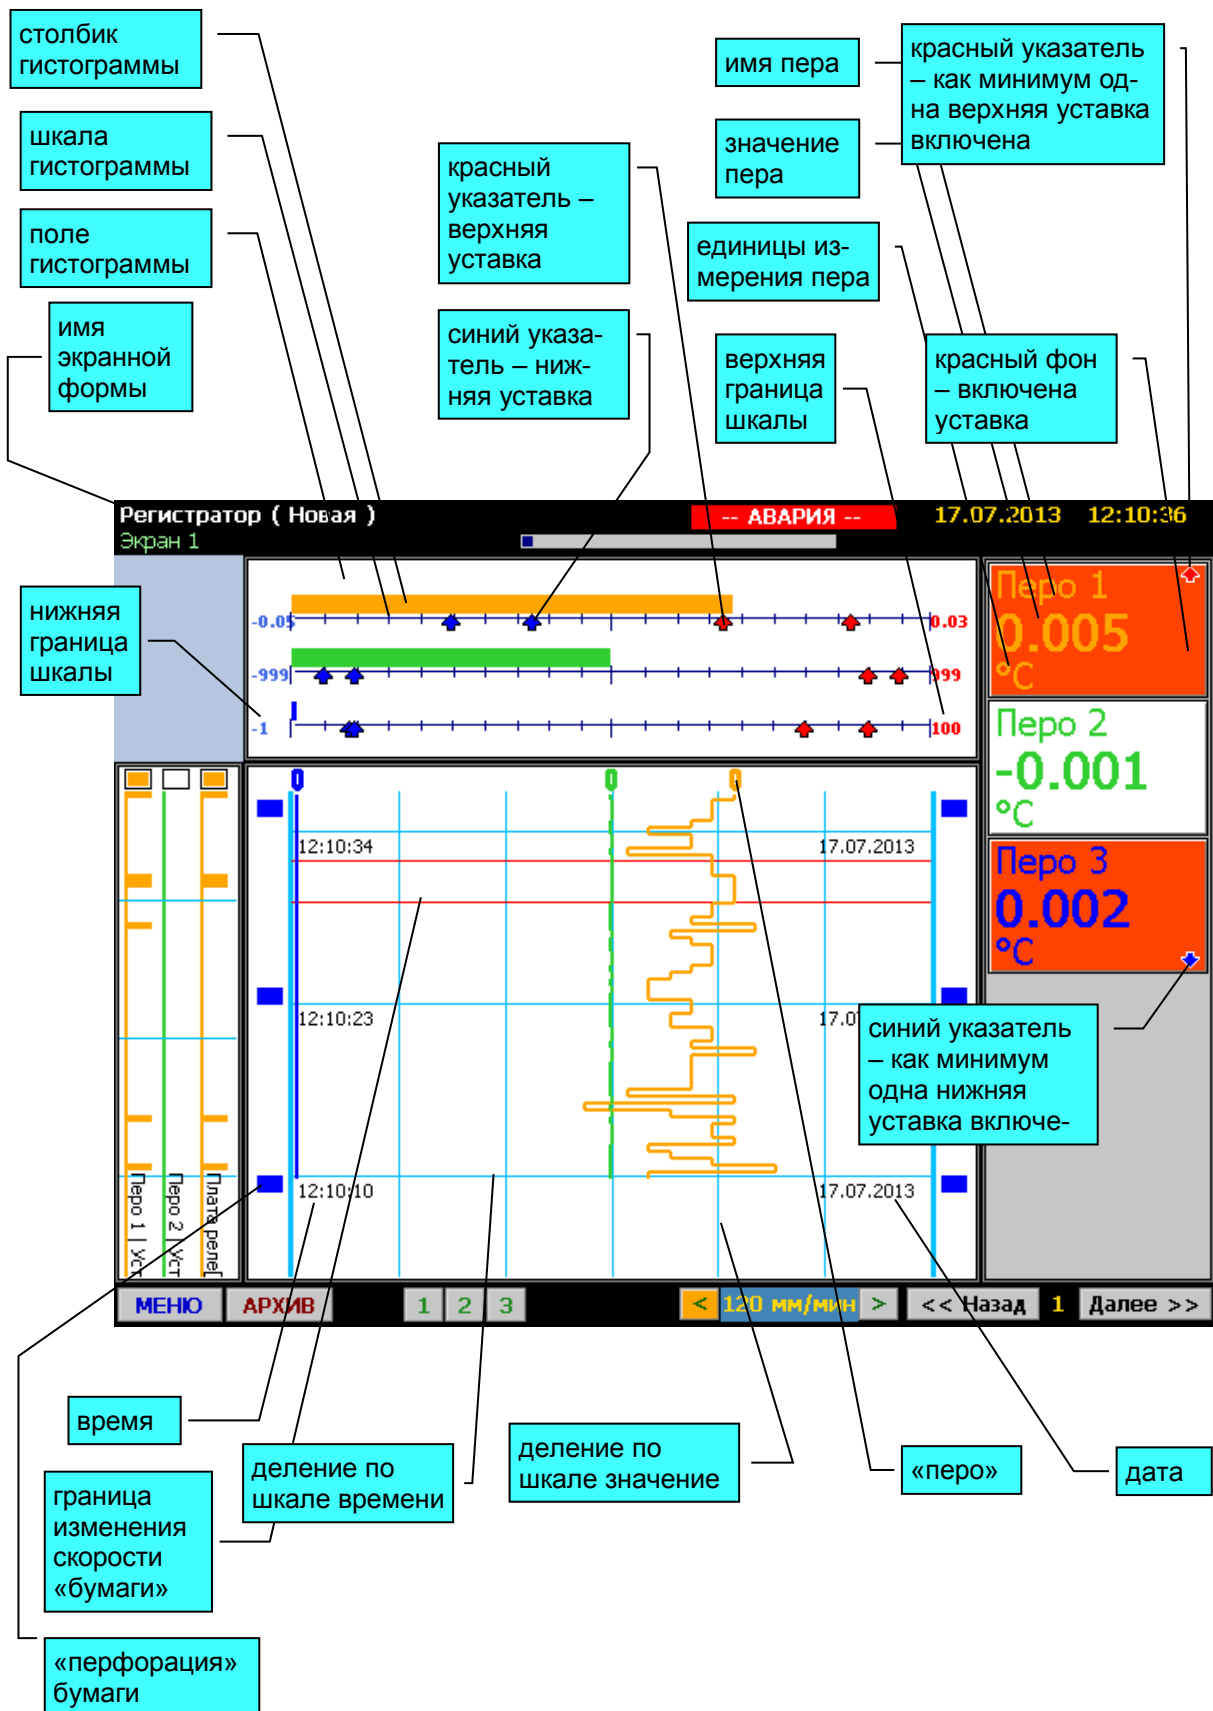 столбик
гистограммы
имя пера
красный указатель
– как минимум од-
на верхняя уставка
включена
шкала
гистограммы
значение
пера
красный
указатель –
верхняя
уставка
поле
гистограммы
единицы из-
мерения пера
имя
экранной
формы
синий указа-
тель – ниж-
няя уставка
верхняя
граница
шкалы
красный фон
– включена
уставка
Регистратор ( Новая )
-- АВАРИЯ --
17.07.2013 12:10:36
Экран 1
нижняя
граница
шкалы
-0.05
0.03
-999
999
-1
100
Перо 1
0.005
°C
Перо 2
-0.001
°C
Перо 3
0.002
°C
12:10:34
17.07.2013
12:10:23
17.0
12:10:10
17.07.2013
синий указатель
– как минимум
одна нижняя
уставка включе-
Перо 1 | Уст
Перо 2 | Уст
Плата реле[
МЕНЮ
АРХИВ
1
2
3
<
120 мм/мин
>
<< Назад
1
Далее >>
время
деление по
шкале времени
деление по
шкале значение
«перо»
дата
граница
изменения
скорости
«бумаги»
«перфорация»
бумаги